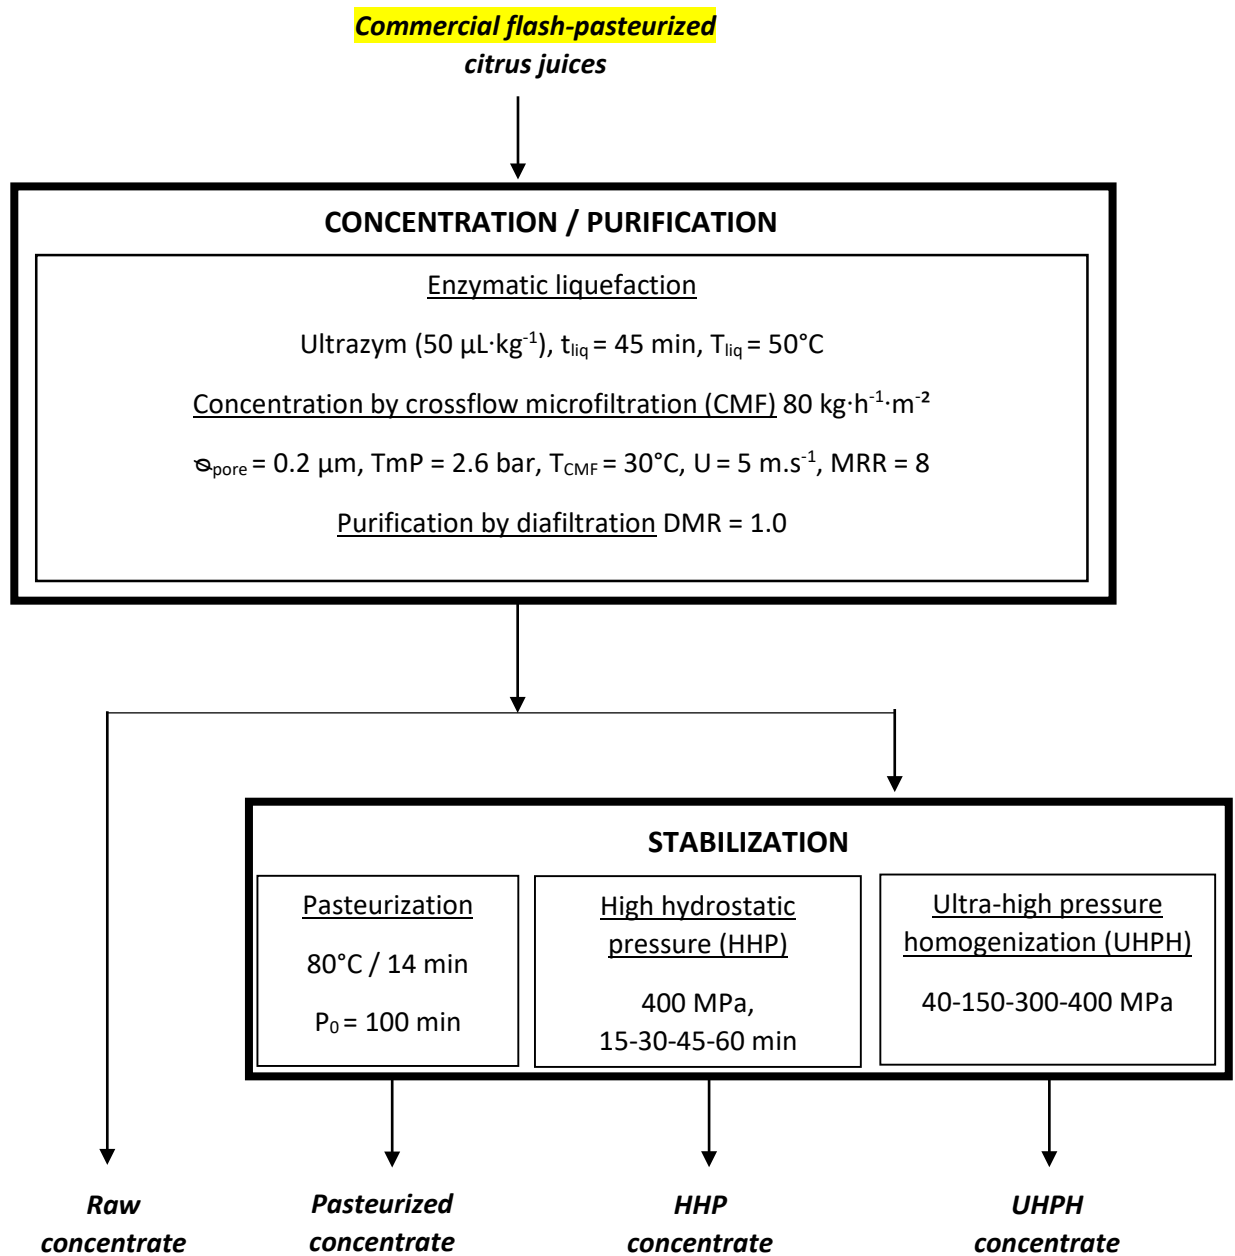 Commercial flash-pasteurized
citrus juices
CONCENTRATION / PURIFICATION
Enzymatic liquefaction
Ultrazym (50 µL·kg⁻¹), tliq = 45 min, Tliq = 50°C
Concentration by crossflow microfiltration (CMF) 80 kg·h⁻¹·m⁻²
⌀pore = 0.2 µm, TmP = 2.6 bar, TCMF = 30°C, U = 5 m.s⁻¹, MRR = 8
Purification by diafiltration DMR = 1.0
STABILIZATION
Pasteurization
80°C / 14 min
P₀ = 100 min
High hydrostatic
pressure (HHP)
400 MPa,
15-30-45-60 min
Ultra-high pressure
homogenization (UHPH)
40-150-300-400 MPa
Raw
concentrate
Pasteurized
concentrate
HHP
concentrate
UHPH
concentrate